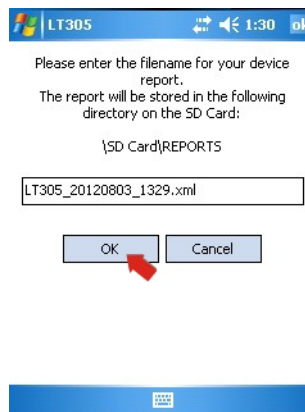 LT305
1:30
ok
Please enter the filename for your device
report.
The report will be stored in the following
directory on the SD Card:
\SD Card\REPORTS
LT305_20120803_1329.xml
OK
Cancel